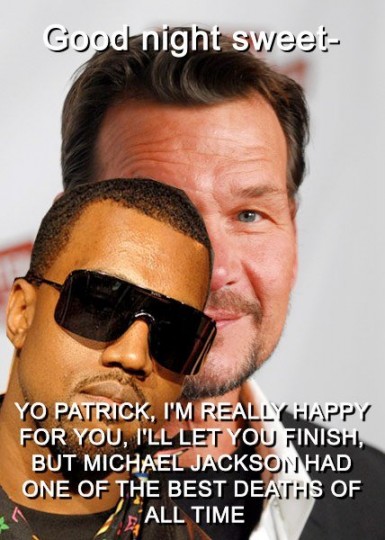 Good night sweet-
YO PATRICK, I'M REALLY HAPPY
FOR YOU, I'LL LET YOU FINISH,
BUT MICHAEL JACKSON HAD
ONE OF THE BEST DEATHS OF
ALL TIME